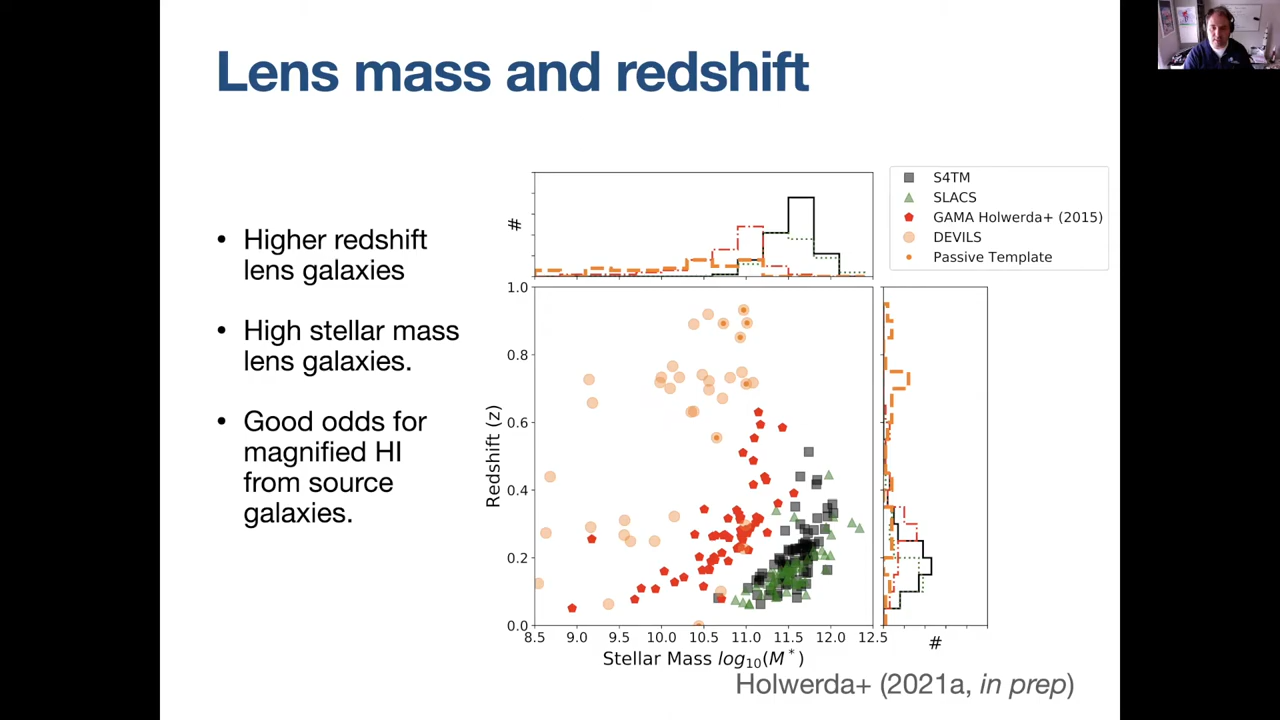 Lens mass and redshift
• Higher redshift
lens galaxies
• High stellar mass
lens galaxies.
• Good odds for
magnified HI
from source
galaxies.
#
S4TM
SLACS
GAMA Holwerda+ (2015)
DEVILS
Passive Template
1.0
0.8
0.6
0.4
0.2
0.0
Redshift (z)
8.5 9.0 9.5 10.0 10.5 11.0 11.5 12.0 12.5
Stellar Mass log10(M*)
#
Holwerda+ (2021a, in prep)